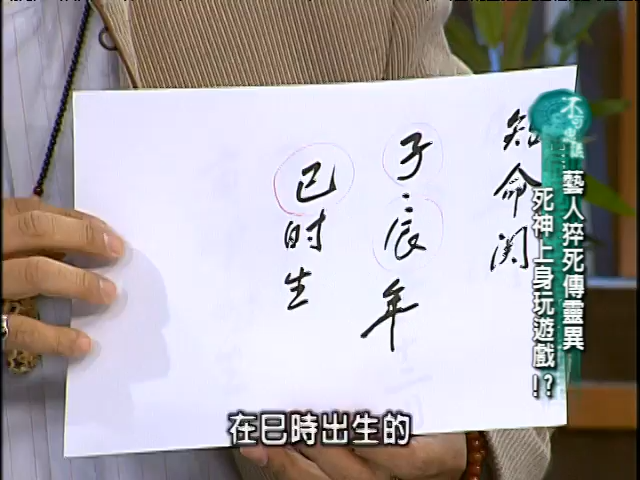 不可思議
藝人猝死傳靈異
死神上身玩遊戲!?
短命関
子、辰年
巳时生
在巳時出生的